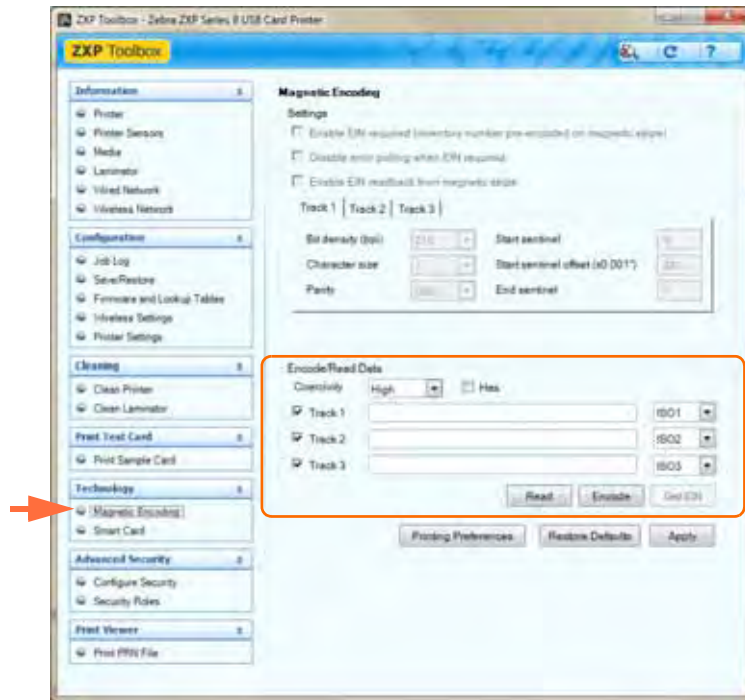 ZXP Toolbox - Zebra ZXP Series 8 USB Card Printer
ZXP Toolbox
?
Information
Printer
Printer Sensors
Media
Laminator
Wired Network
Wireless Network
Configuration
Job Log
Save/Restore
Firmware and Lookup Tables
Wireless Settings
Printer Settings
Cleaning
Clean Printer
Clean Laminator
Print Test Card
Print Sample Card
Technology
Magnetic Encoding
Smart Card
Advanced Security
Configure Security
Security Roles
Print Viewer
Print PRN File
Magnetic Encoding
Settings
Enable EIN required (inventory number pre-encoded on magnetic stripe)
Disable error polling when EIN required
Enable EIN readback from magnetic stripe
Track 1 Track 2 Track 3
Bit density (bpi) 210 Start sentinel
Character size Start sentinel offset (x0.001")
Parity End sentinel
Encode/Read Data
Coercivity High Hex
Track 1 ISO1
Track 2 ISO2
Track 3 ISO3
Read Encode Get EIN
Printing Preferences Restore Defaults Apply